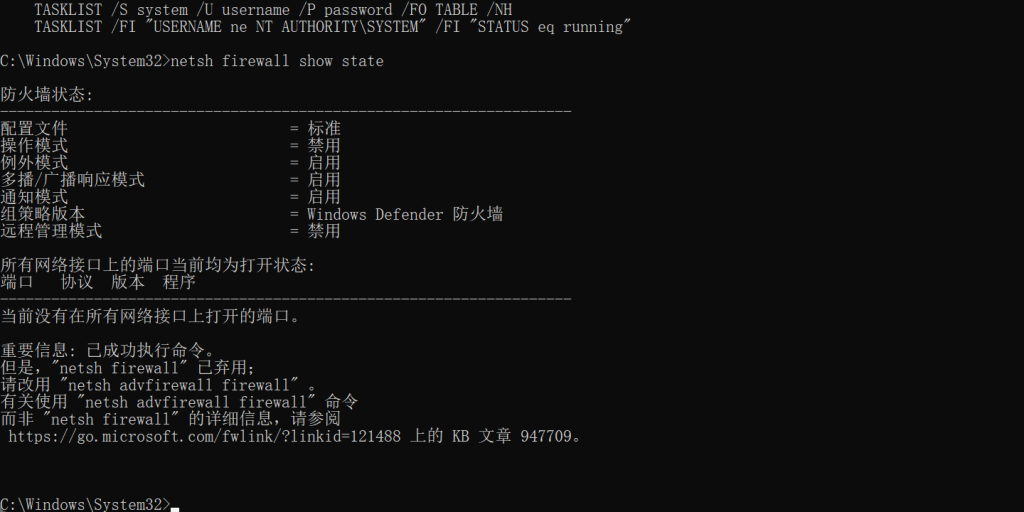 TASKLIST /S system /U username /P password /FO TABLE /NH
TASKLIST /FI "USERNAME ne NT AUTHORITY\SYSTEM" /FI "STATUS eq running"
C:\Windows\System32>netsh firewall show state
防火墙状态:
-------------------------------------------------------------------
配置文件 = 标准
操作模式 = 禁用
例外模式 = 启用
多播/广播响应模式 = 启用
通知模式 = 启用
组策略版本 = Windows Defender 防火墙
远程管理模式 = 禁用
所有网络接口上的端口当前均为打开状态:
端口 协议 版本 程序
-------------------------------------------------------------------
当前没有在所有网络接口上打开的端口。
重要信息: 已成功执行命令。
但是，"netsh firewall" 已弃用;
请改用 "netsh advfirewall firewall" 。
有关使用 "netsh advfirewall firewall" 命令
而非 "netsh firewall" 的详细信息，请参阅
https://go.microsoft.com/fwlink/?linkid=121488 上的 KB 文章 947709。
C:\Windows\System32>